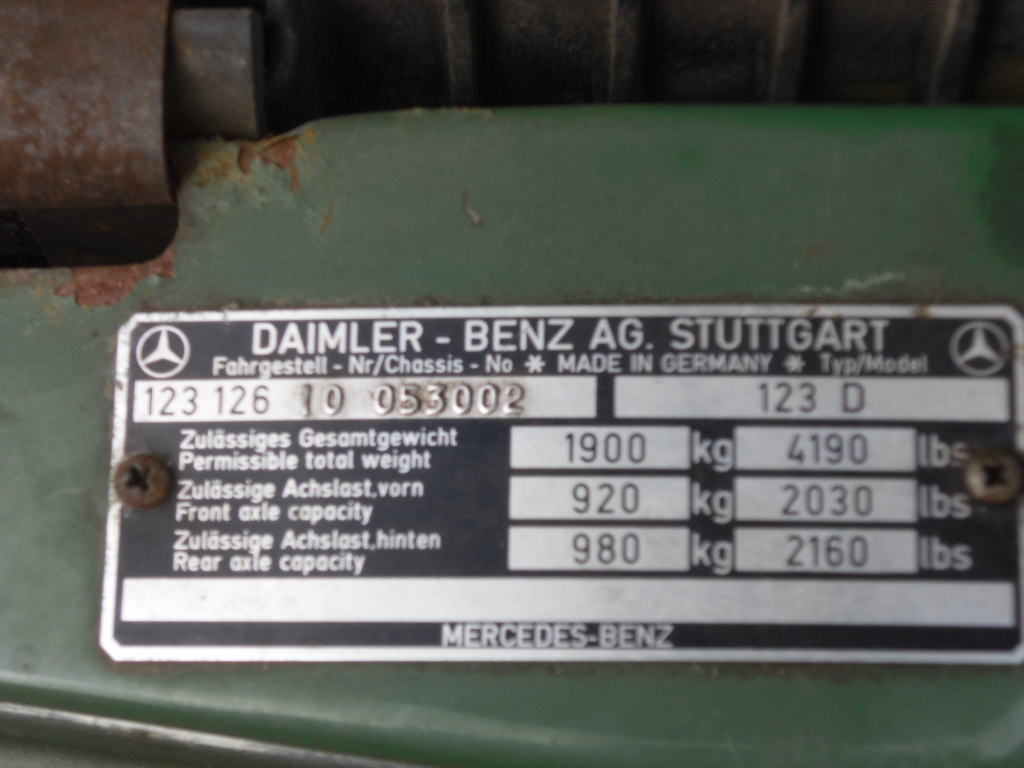 DAIMLER - BENZ AG. STUTTGART
Fahrgestell - Nr/Chassis - No * MADE IN GERMANY * Typ/Model
123 126 10 053002 123 D
Zulässiges Gesamtgewicht
Permissible total weight 1900 kg 4190 lbs
Zulässige Achslast,vorn
Front axle capacity 920 kg 2030 lbs
Zulässige Achslast,hinten
Rear axle capacity 980 kg 2160 lbs
MERCEDES-BENZ